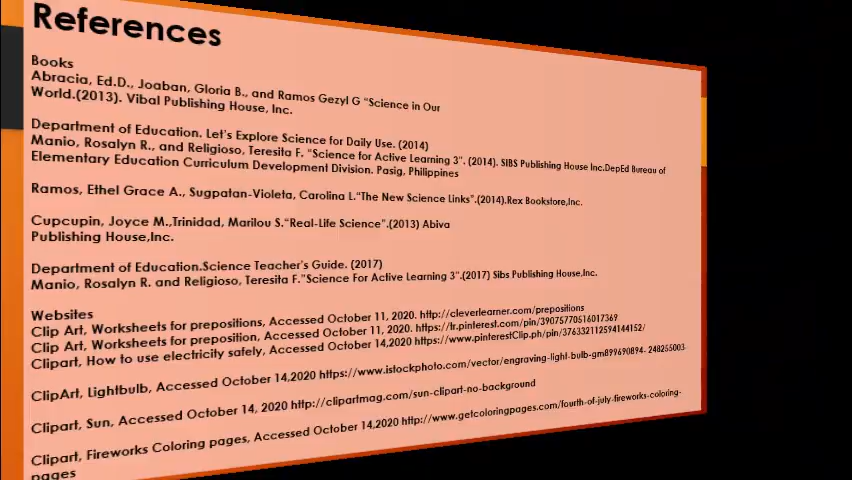 References
Books
Abracia, Ed.D., Joaban, Gloria B., and Ramos Gezyl G “Science in Our
World.(2013). Vibal Publishing House, Inc.
Department of Education. Let's Explore Science for Daily Use. (2014)
Manio, Rosalyn R., and Religioso, Teresita F. “Science for Active Learning 3”. (2014). SIBS Publishing House Inc.DepEd Bureau of
Elementary Education Curriculum Development Division. Pasig, Philippines
Ramos, Ethel Grace A., Sugpatan-Violeta, Carolina L.“The New Science Links”.(2014).Rex Bookstore,Inc.
Cupcupin, Joyce M.,Trinidad, Marilou S.“Real-Life Science”.(2013) Abiva
Publishing House,Inc.
Department of Education.Science Teacher's Guide. (2017)
Manio, Rosalyn R. and Religioso, Teresita F.”Science For Active Learning 3”.(2017) Sibs Publishing House,Inc.
Websites
Clip Art, Worksheets for prepositions, Accessed October 11, 2020. http://cleverlearner.com/prepositions
Clip Art, Worksheets for preposition, Accessed October 11, 2020. https://lr.pinterest.com/pin/39075770516017369
Clipart, How to use electricity safely, Accessed October 14,2020 https://www.pinterestClip.ph/pin/376332112594144152/
ClipArt, Lightbulb, Accessed October 14,2020 https://www.istockphoto.com/vector/engraving-light-bulb-gm899690894- 248255003
Clipart, Sun, Accessed October 14, 2020 http://clipartmag.com/sun-clipart-no-background
Clipart, Fireworks Coloring pages, Accessed October 14,2020 http://www.getcoloringpages.com/fourth-of-july-fireworks-coloring-
pages